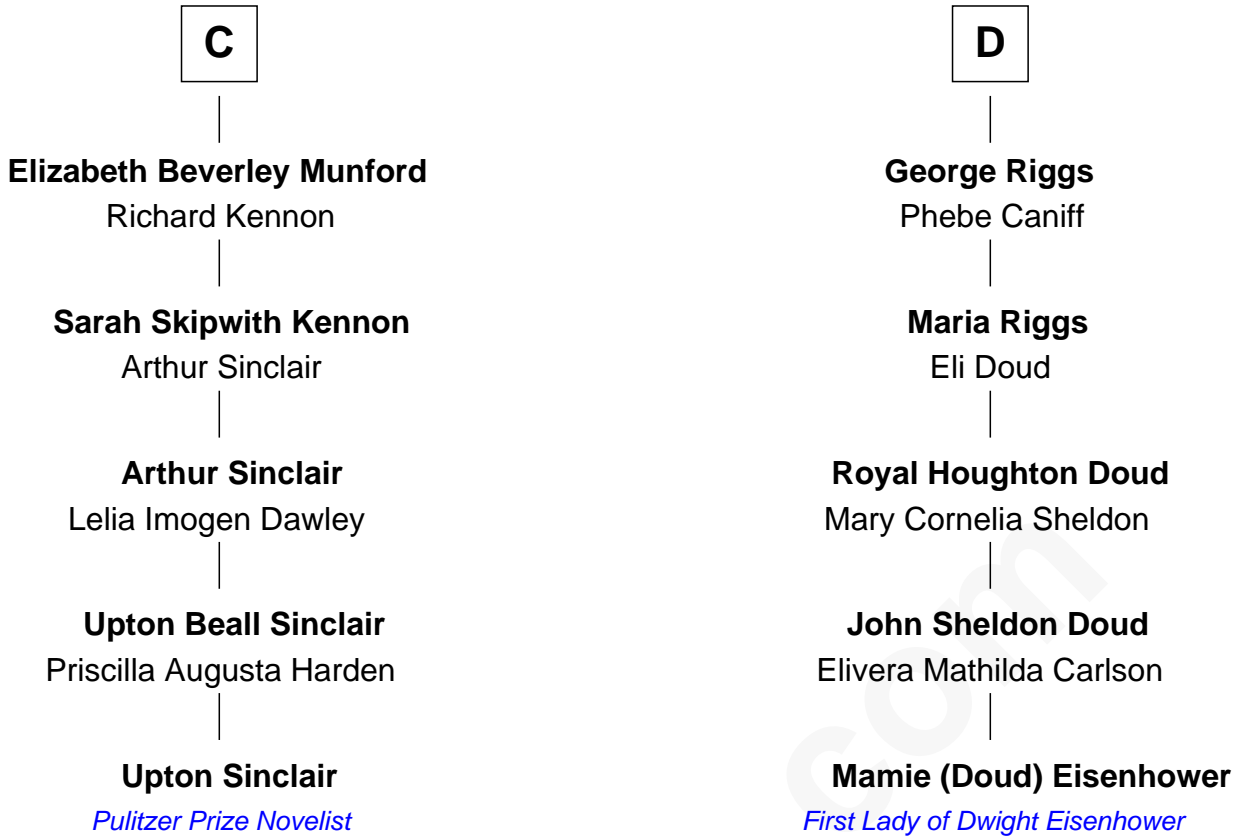 C
Elizabeth Beverley Munford
Richard Kennon
Sarah Skipwith Kennon
Arthur Sinclair
Arthur Sinclair
Lelia Imogen Dawley
Upton Beall Sinclair
Priscilla Augusta Harden
Upton Sinclair
Pulitzer Prize Novelist
D
George Riggs
Phebe Caniff
Maria Riggs
Eli Doud
Royal Houghton Doud
Mary Cornelia Sheldon
John Sheldon Doud
Elivera Mathilda Carlson
Mamie (Doud) Eisenhower
First Lady of Dwight Eisenhower
com